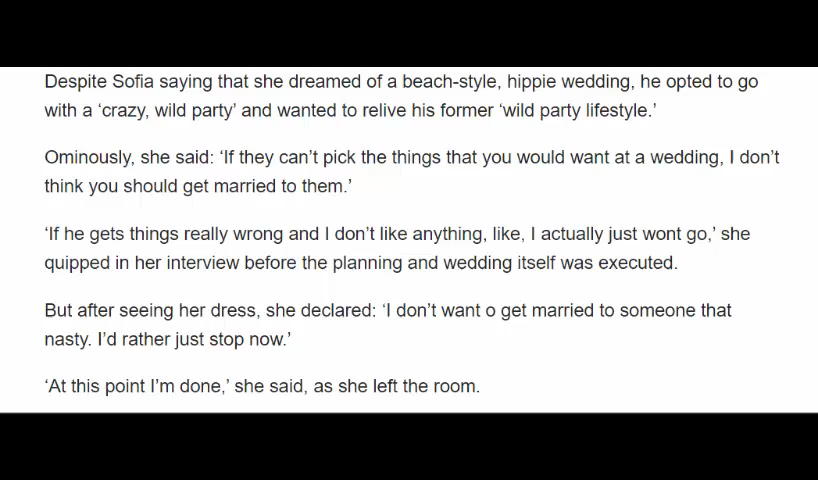 Despite Sofia saying that she dreamed of a beach-style, hippie wedding, he opted to go
with a ‘crazy, wild party’ and wanted to relive his former ‘wild party lifestyle.’
Ominously, she said: ‘If they can’t pick the things that you would want at a wedding, I don’t
think you should get married to them.’
‘If he gets things really wrong and I don’t like anything, like, I actually just wont go,’ she
quipped in her interview before the planning and wedding itself was executed.
But after seeing her dress, she declared: ‘I don’t want o get married to someone that
nasty. I’d rather just stop now.’
‘At this point I’m done,’ she said, as she left the room.